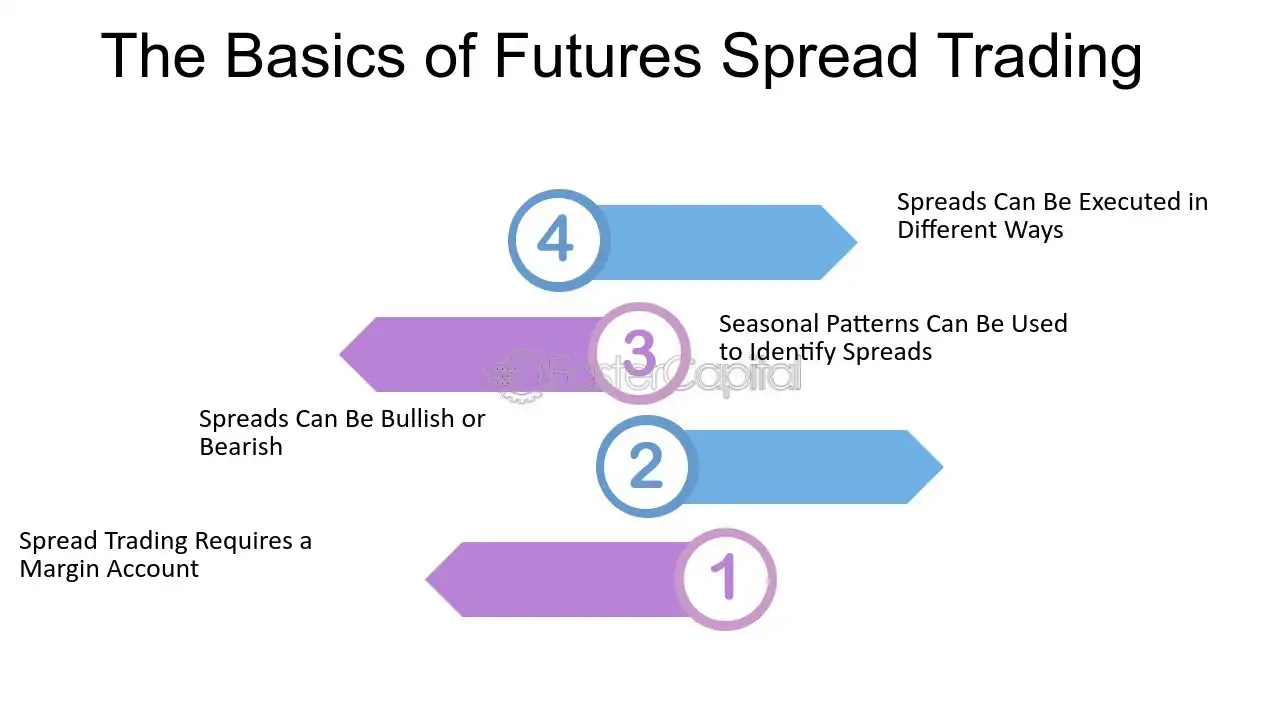 The Basics of Futures Spread Trading
4
Spreads Can Be Executed in
Different Ways
3
Seasonal Patterns Can Be Used
to Identify Spreads
FasterCapital
Spreads Can Be Bullish or
Bearish
2
Spread Trading Requires a
Margin Account
1